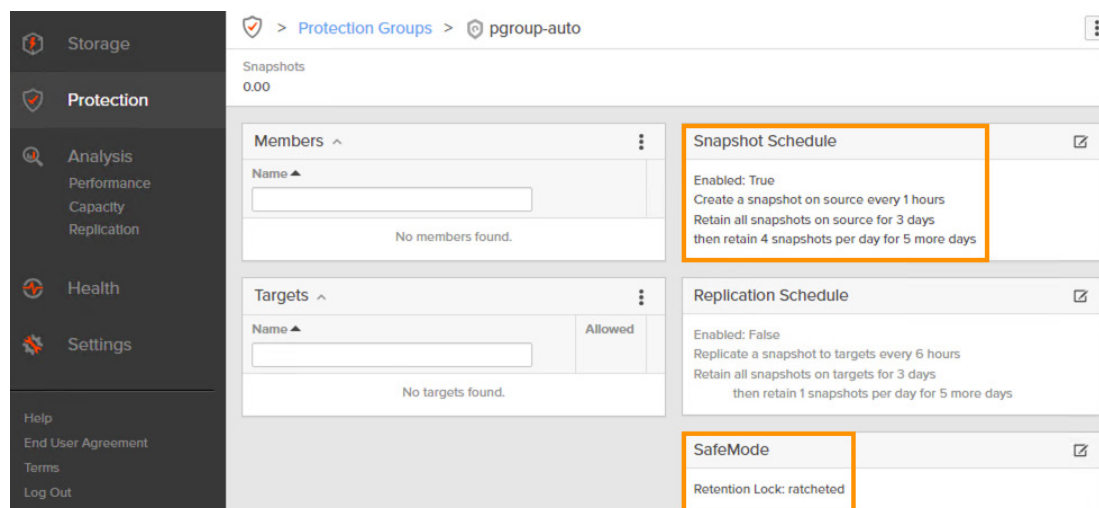 Storage
Protection
Analysis
Performance
Capacity
Replication
Health
Settings
Help
End User Agreement
Terms
Log Out
> Protection Groups > pgroup-auto
Snapshots
0.00
Members
Name
No members found.
Targets
Name Allowed
No targets found.
Snapshot Schedule
Enabled: True
Create a snapshot on source every 1 hours
Retain all snapshots on source for 3 days
then retain 4 snapshots per day for 5 more days
Replication Schedule
Enabled: False
Replicate a snapshot to targets every 6 hours
Retain all snapshots on targets for 3 days
then retain 1 snapshots per day for 5 more days
SafeMode
Retention Lock: ratcheted